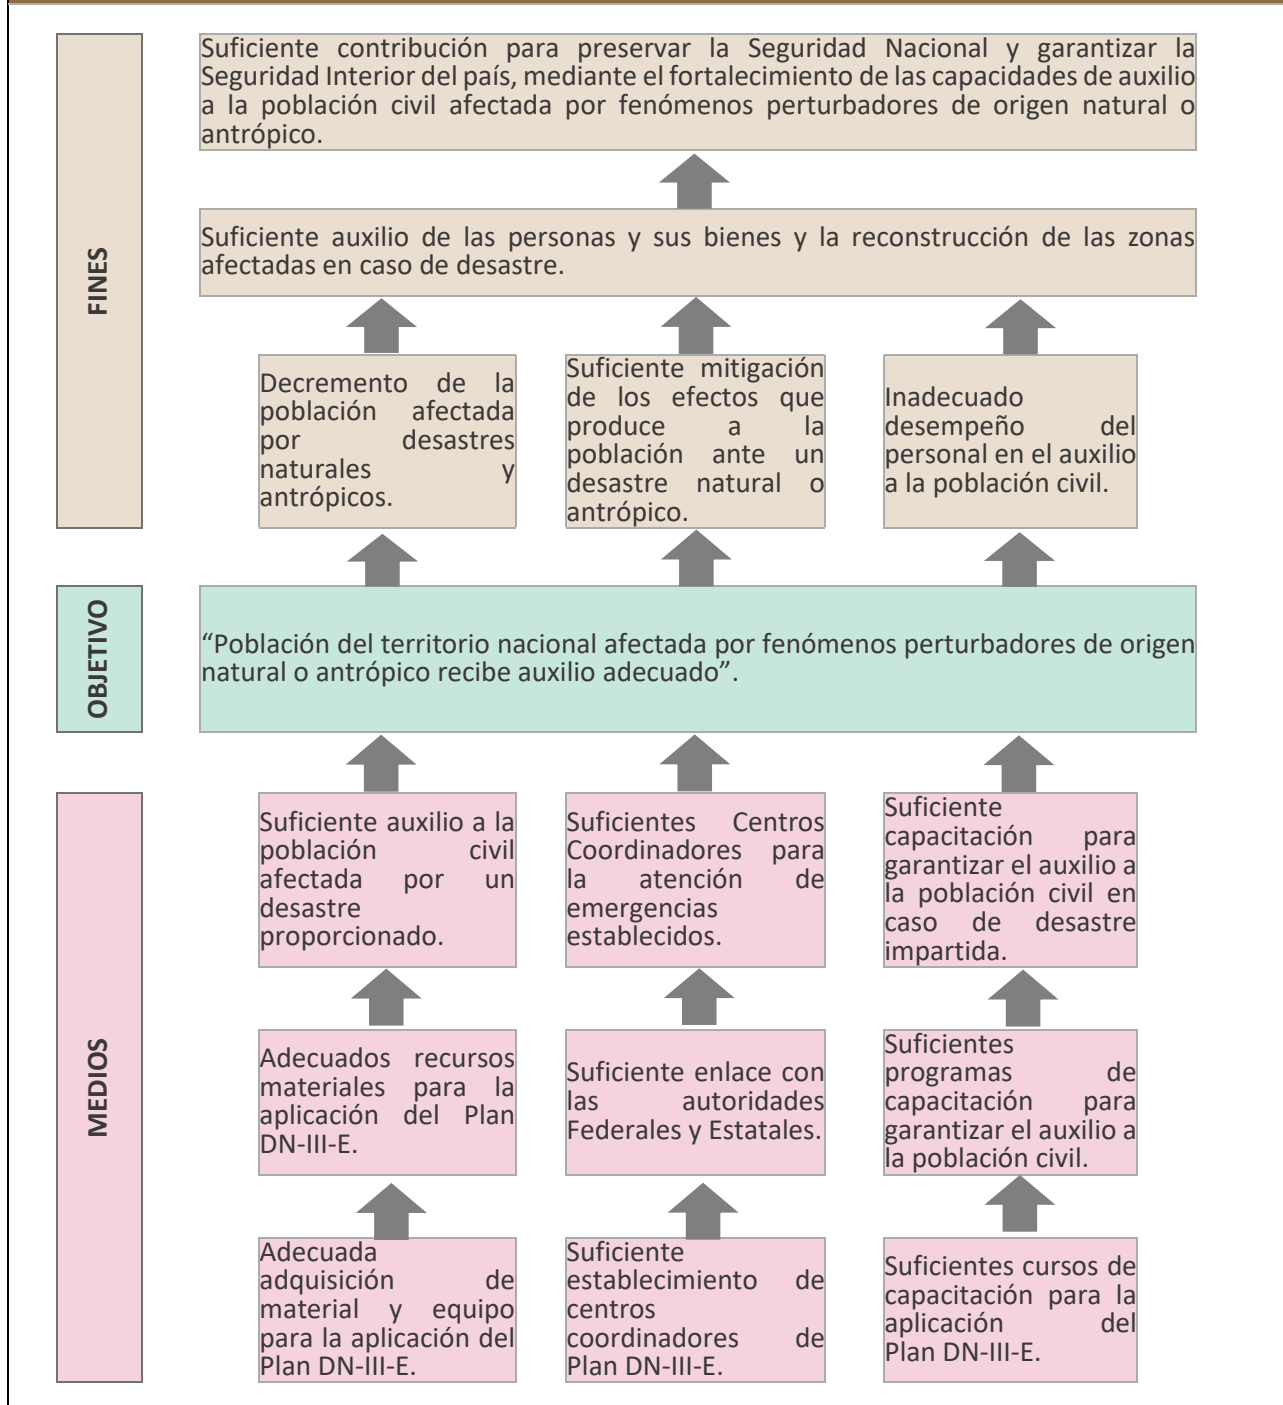 FINES
Suficiente contribución para preservar la Seguridad Nacional y garantizar la
Seguridad Interior del país, mediante el fortalecimiento de las capacidades de auxilio
a la población civil afectada por fenómenos perturbadores de origen natural o
antrópico.
Suficiente auxilio de las personas y sus bienes y la reconstrucción de las zonas
afectadas en caso de desastre.
Decremento de la
población afectada
por desastres
naturales y
antrópicos.
Suficiente mitigación
de los efectos que
produce a la
población ante un
desastre natural o
antrópico.
Inadecuado
desempeño del
personal en el auxilio
a la población civil.
OBJETIVO
“Población del territorio nacional afectada por fenómenos perturbadores de origen
natural o antrópico recibe auxilio adecuado”.
MEDIOS
Suficiente auxilio a la
población civil
afectada por un
desastre
proporcionado.
Suficientes Centros
Coordinadores para
la atención de
emergencias
establecidos.
Suficiente
capacitación para
garantizar el auxilio a
la población civil en
caso de desastre
impartida.
Adecuados recursos
materiales para la
aplicación del Plan
DN-III-E.
Suficiente enlace con
las autoridades
Federales y Estatales.
Suficientes
programas de
capacitación para
garantizar el auxilio a
la población civil.
Adecuada
adquisición de
material y equipo
para la aplicación del
Plan DN-III-E.
Suficiente
establecimiento de
centros
coordinadores de
Plan DN-III-E.
Suficientes cursos de
capacitación para la
aplicación del
Plan DN-III-E.